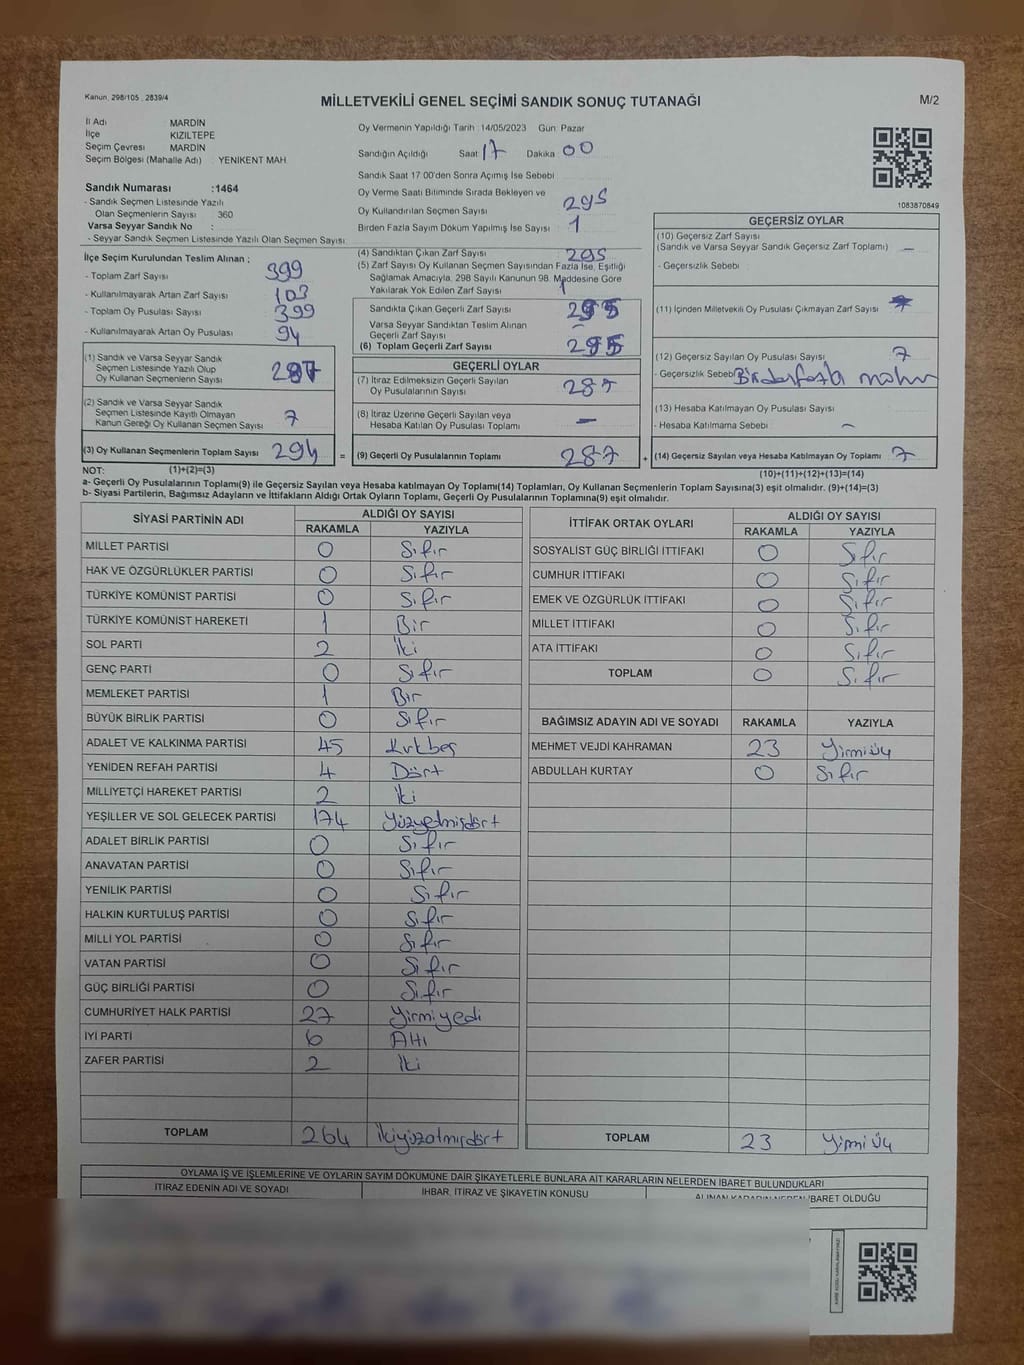 Kanun, 298/105 , 2839/4
MİLLETVEKİLİ GENEL SEÇİMİ SANDIK SONUÇ TUTANAĞI
M/2
İl Adı MARDİN
İlçe KIZILTEPE
Seçim Çevresi MARDİN
Seçim Bölgesi (Mahalle Adı) YENIKENT MAH
Sandık Numarası :1464
- Sandık Seçmen Listesinde Yazılı
Olan Seçmenlerin Sayısı : 360
Varsa Seyyar Sandık No :
- Seyyar Sandık Seçmen Listesinde Yazılı Olan Seçmen Sayısı
Oy Vermenin Yapıldığı Tarih 14/05/2023 Gün: Pazar
Sandığın Açıldığı Saat 17 Dakika 00
Sandık Saat 17.00'den Sonra Açımış İse Sebebi
Oy Verme Saati Bitiminde Sırada Bekleyen ve
Oy Kullandırılan Seçmen Sayısı 295
Birden Fazla Sayım Döküm Yapılmış İse Sayısı 1
1083870849
İlçe Seçim Kurulundan Teslim Alınan :
- Toplam Zarf Sayısı 399
- Kullanılmayarak Artan Zarf Sayısı 103
- Toplam Oy Pusulası Sayısı 399
- Kullanılmayarak Artan Oy Pusulası 94
(1) Sandık ve Varsa Seyyar Sandık
Seçmen Listesinde Yazılı Olup
Oy Kullanan Seçmenlerin Sayısı 287
(2) Sandık ve Varsa Seyyar Sandık
Seçmen Listesinde Kayıtlı Olmayan
Kanun Gereği Oy Kullanan Seçmen Sayısı 7
(3) Oy Kullanan Seçmenlerin Toplam Sayısı 294 =
(4) Sandıktan Çıkan Zarf Sayısı 295
(5) Zarf Sayısı Oy Kullanan Seçmen Sayısından Fazla İse, Eşitliği
Sağlamak Amacıyla, 298 Sayılı Kanunun 98. Maddesine Göre
Yakılarak Yok Edilen Zarf Sayısı 1
Sandıkta Çıkan Geçerli Zarf Sayısı 295
Varsa Seyyar Sandıktan Teslim Alınan
Geçerli Zarf Sayısı -
(6) Toplam Geçerli Zarf Sayısı 295
GEÇERLİ OYLAR
(7) İtiraz Edilmeksizin Geçerli Sayılan
Oy Pusulalarının Sayısı 287
(8) İtiraz Üzerine Geçerli Sayılan veya
Hesaba Katılan Oy Pusulası Toplamı -
(9) Geçerli Oy Pusulalarının Toplamı 287 +
GEÇERSİZ OYLAR
(10) Geçersiz Zarf Sayısı
(Sandık ve Varsa Seyyar Sandık Geçersiz Zarf Toplamı) -
- Geçersizlik Sebebi
(11) İçinden Milletvekili Oy Pusulası Çıkmayan Zarf Sayısı
(12) Geçersiz Sayılan Oy Pusulası Sayısı 7
- Geçersizlik Sebebi Birden fazla mühür
(13) Hesaba Katılmayan Oy Pusulası Sayısı
- Hesaba Katılmama Sebebi -
(14) Geçersiz Sayılan veya Hesaba Katılmayan Oy Pusulası Toplamı 7
NOT: (1)+(2)=(3)
(10)+(11)+(12)+(13)=(14)
a- Geçerli Oy Pusulalarının Toplamı(9) ile Geçersiz Sayılan veya Hesaba katılmayan Oy Pusulası Toplamı(14) Toplamları, Oy Kullanan Seçmenlerin Toplam Sayısına(3) eşit olmalıdır. (9)+(14)=(3)
b- Siyasi Partilerin, Bağımsız Adayların ve İttifakların Aldığı Ortak Oyların Toplamı, Geçerli Oy Pusulalarının Toplamına(9) eşit olmalıdır.
SİYASİ PARTİNİN ADI ALDIĞI OY SAYISI
RAKAMLA YAZIYLA
MİLLET PARTİSİ 0 Sıfır
HAK VE ÖZGÜRLÜKLER PARTİSİ 0 Sıfır
TÜRKİYE KOMÜNİST PARTİSİ 0 Sıfır
TÜRKİYE KOMÜNİST HAREKETİ 1 Bir
SOL PARTİ 2 İki
GENÇ PARTİ 0 Sıfır
MEMLEKET PARTİSİ 1 Bir
BÜYÜK BİRLİK PARTİSİ 0 Sıfır
ADALET VE KALKINMA PARTİSİ 45 Kırkbeş
YENİDEN REFAH PARTİSİ 4 Dört
MİLLİYETÇİ HAREKET PARTİSİ 2 İki
YEŞİLLER VE SOL GELECEK PARTİSİ 174 Yüzyetmişdört
ADALET BİRLİK PARTİSİ 0 Sıfır
ANAVATAN PARTİSİ 0 Sıfır
YENİLİK PARTİSİ 0 Sıfır
HALKIN KURTULUŞ PARTİSİ 0 Sıfır
MİLLİ YOL PARTİSİ 0 Sıfır
VATAN PARTİSİ 0 Sıfır
GÜÇ BİRLİĞİ PARTİSİ 0 Sıfır
CUMHURİYET HALK PARTİSİ 27 Yirmiyedi
İYİ PARTİ 6 Altı
ZAFER PARTİSİ 2 İki
TOPLAM 264 İkiyüzatmışdört
İTTİFAK ORTAK OYLARI ALDIĞI OY SAYISI
RAKAMLA YAZIYLA
SOSYALİST GÜÇ BİRLİĞİ İTTİFAKI 0 Sıfır
CUMHUR İTTİFAKI 0 Sıfır
EMEK VE ÖZGÜRLÜK İTTİFAKI 0 Sıfır
MİLLET İTTİFAKI 0 Sıfır
ATA İTTİFAKI 0 Sıfır
TOPLAM 0 Sıfır
BAĞIMSIZ ADAYIN ADI VE SOYADI RAKAMLA YAZIYLA
MEHMET VEJDİ KAHRAMAN 23 Yirmiüç
ABDULLAH KURTAY 0 Sıfır
TOPLAM 23 Yirmi üç
OYLAMA İŞ VE İŞLEMLERİNE VE OYLARIN SAYIM DÖKÜMÜNE DAİR ŞİKAYETLERLE BUNLARA AİT KARARLARIN NELERDEN İBARET BULUNDUKLARI
İTİRAZ EDENİN ADI VE SOYADI İHBAR, İTİRAZ VE ŞİKAYETİN KONUSU ALINAN KARARIN NEDEN İBARET OLDUĞU